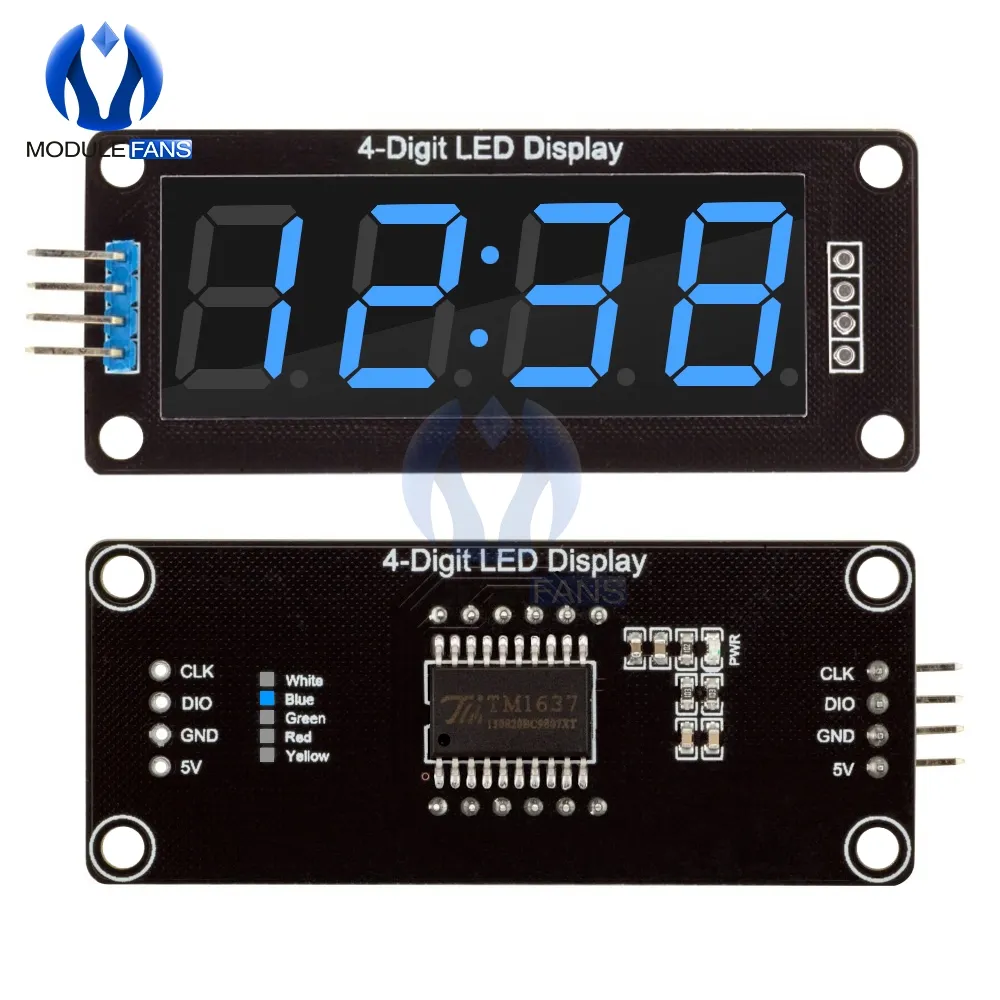 MODULEFANS
4-Digit LED Display
12:38
4-Digit LED Display
FANS
CLK
DIO
GND
5V
White
Blue
Green
Red
Yellow
TM1637
PWR
CLK
DIO
GND
5V